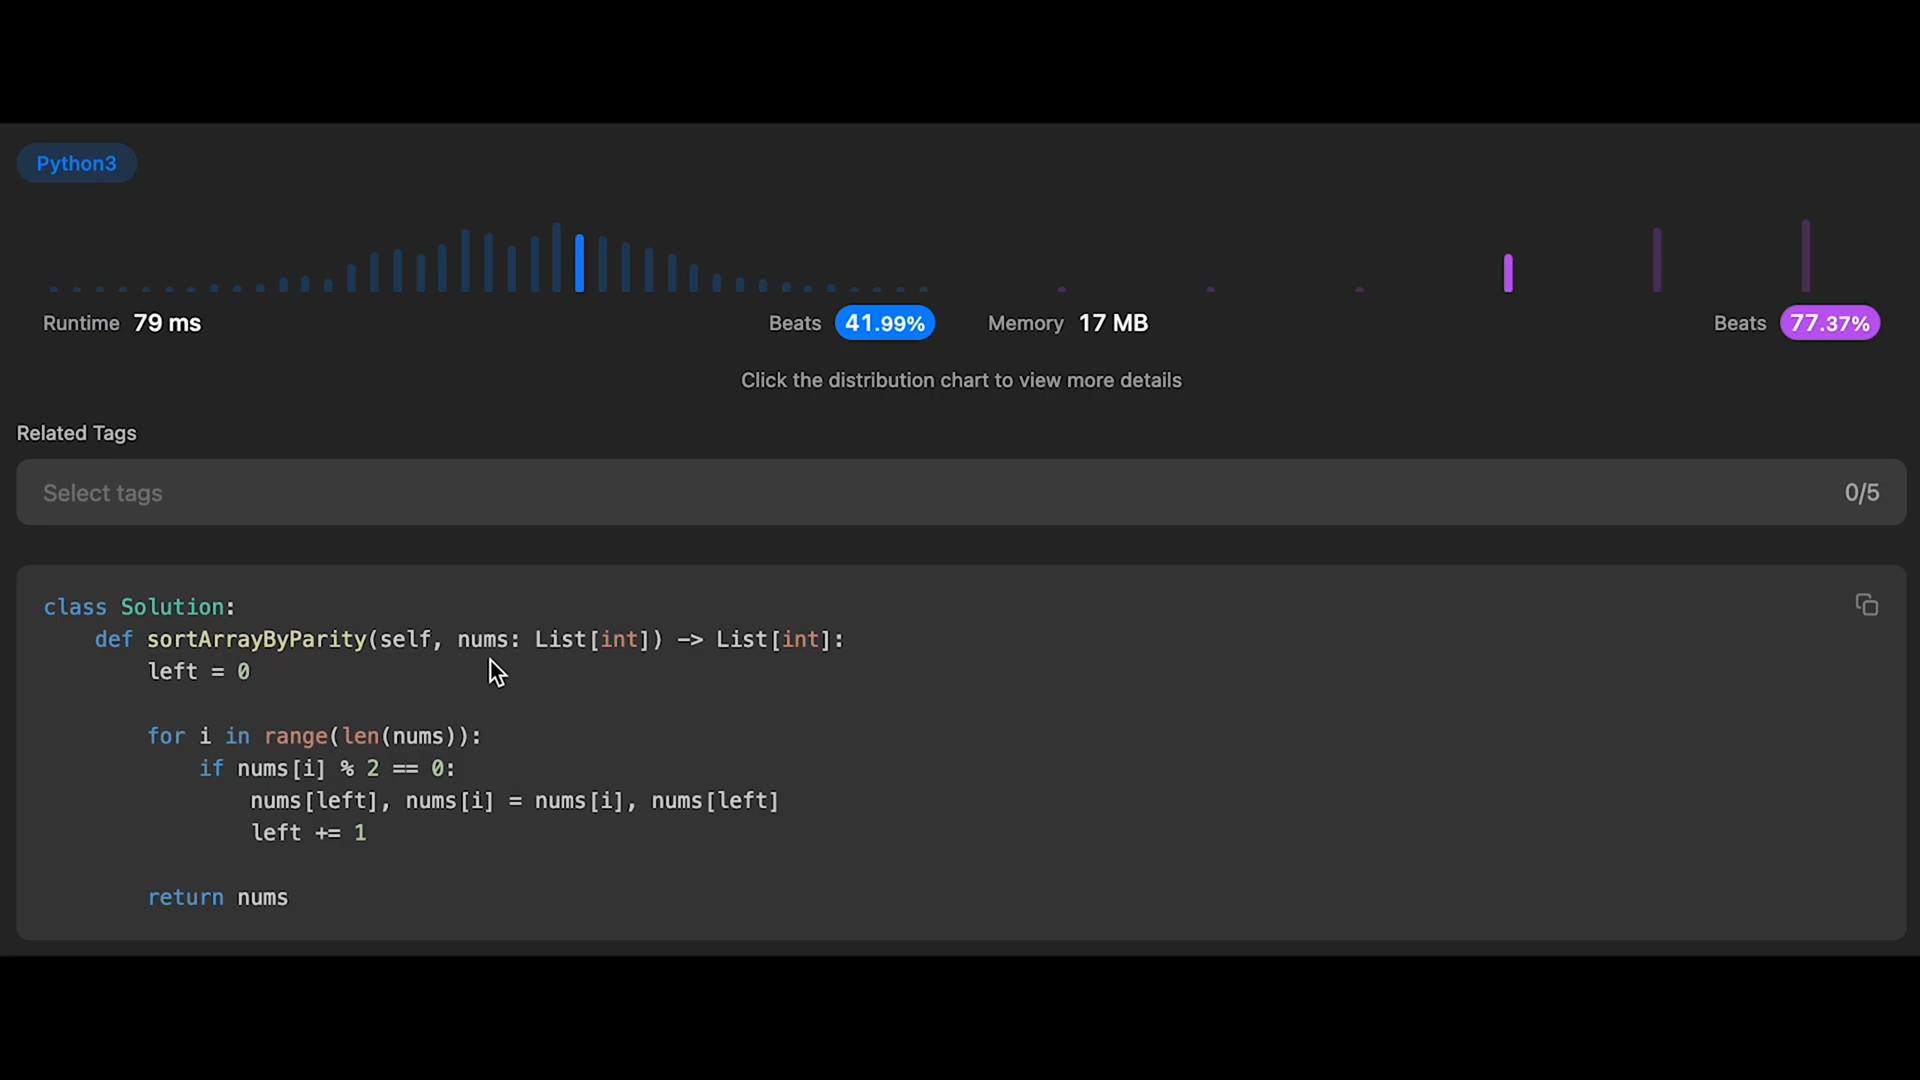 Python3
Runtime 79 ms Beats 41.99% Memory 17 MB Beats 77.37%
Click the distribution chart to view more details
Related Tags
Select tags 0/5
class Solution:
    def sortArrayByParity(self, nums: List[int]) -> List[int]:
        left = 0
        for i in range(len(nums)):
            if nums[i] % 2 == 0:
                nums[left], nums[i] = nums[i], nums[left]
                left += 1
        return nums